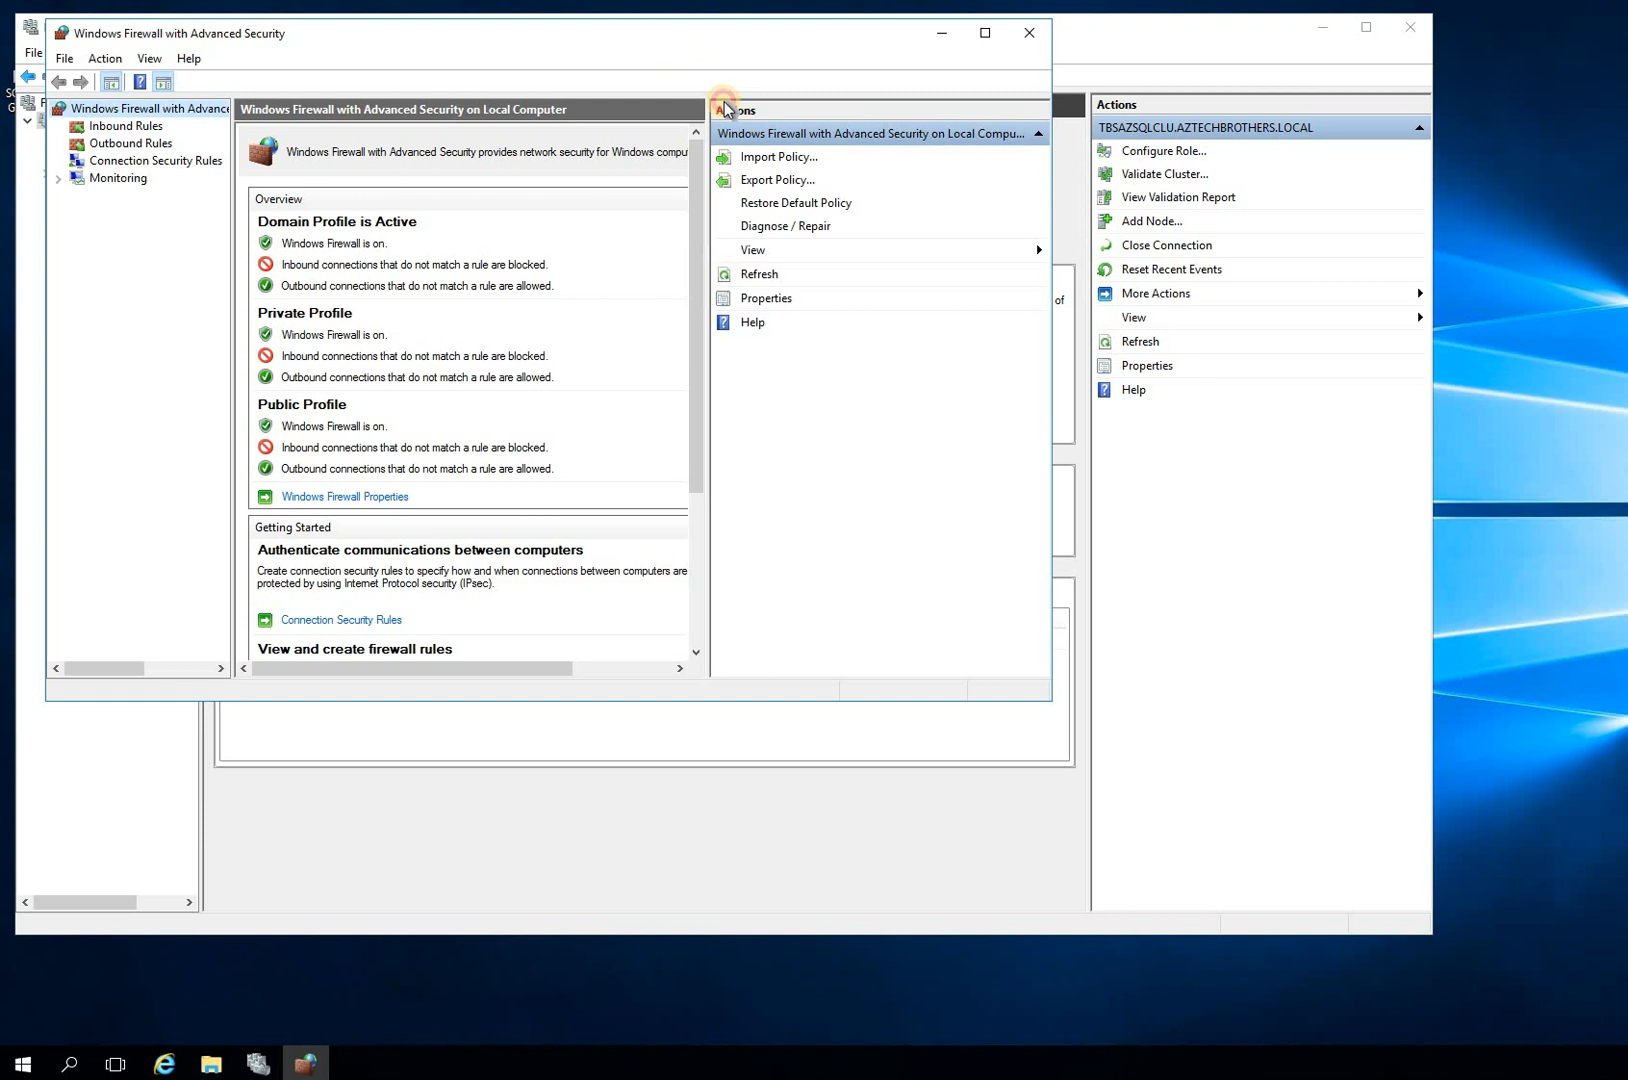 Windows Firewall with Advanced Security
File
File Action View Help
Windows Firewall with Advance
Inbound Rules
Outbound Rules
Connection Security Rules
Monitoring
Windows Firewall with Advanced Security on Local Computer
Windows Firewall with Advanced Security provides network security for Windows compu
Overview
Domain Profile is Active
Windows Firewall is on.
Inbound connections that do not match a rule are blocked.
Outbound connections that do not match a rule are allowed.
Private Profile
Windows Firewall is on.
Inbound connections that do not match a rule are blocked.
Outbound connections that do not match a rule are allowed.
Public Profile
Windows Firewall is on.
Inbound connections that do not match a rule are blocked.
Outbound connections that do not match a rule are allowed.
Windows Firewall Properties
Getting Started
Authenticate communications between computers
Create connection security rules to specify how and when connections between computers are
protected by using Internet Protocol security (IPsec).
Connection Security Rules
View and create firewall rules
Windows Firewall with Advanced Security on Local Compu...
Import Policy...
Export Policy...
Restore Default Policy
Diagnose / Repair
View
Refresh
Properties
Help
of
Actions
TBSAZSQLCLU.AZTECHBROTHERS.LOCAL
Configure Role...
Validate Cluster...
View Validation Report
Add Node...
Close Connection
Reset Recent Events
More Actions
View
Refresh
Properties
Help